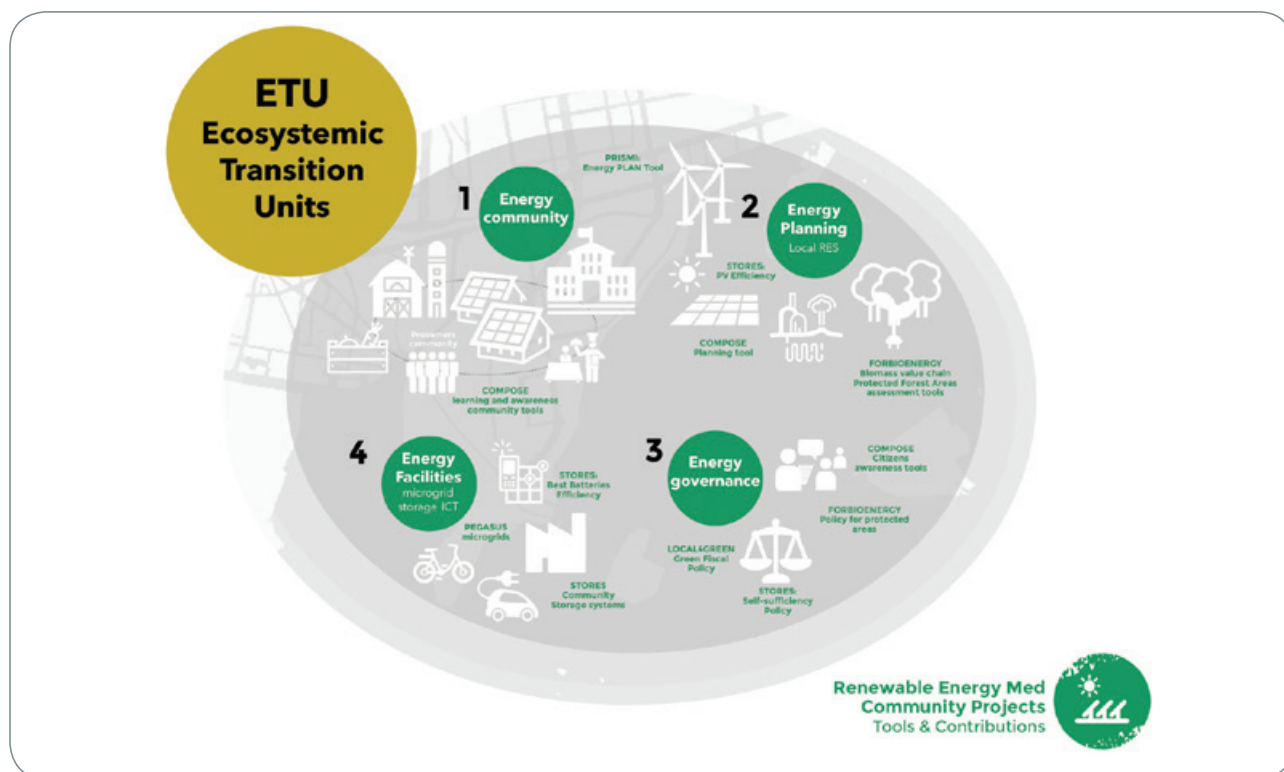 ETU
Ecosystemic
Transition
Units
1
Energy
community
PRISMI:
Energy PLAN Tool
2
Energy
Planning
Local RES
STORES:
PV Efficiency
Prosumers
community
COMPOSE
learning and awareness
community tools
COMPOSE
Planning tool
FORBIOENERGY
Biomass value chain
Protected Forest Areas
assessment tools
4
Energy
Facilities
microgrid
storage ICT
STORES:
Best Batteries
Efficiency
PEGASUS
microgrids
STORES
Community
Storage systems
3
Energy
governance
COMPOSE
Citizens
awareness tools
FORBIOENERGY
Policy for protected
areas
LOCAL4GREEN
Green Fiscal
Policy
STORES:
Self-sufficiency
Policy
Renewable Energy Med
Community Projects
Tools & Contributions